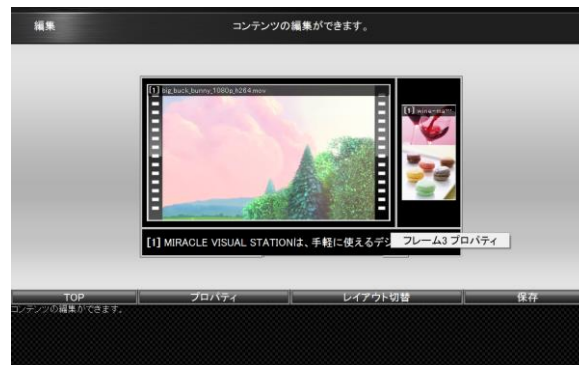 編集
コンテンツの編集ができます。
[1] big_buck_bunny_1080p_h264.mov
[1]
[1] MIRACLE VISUAL STATIONは、手軽に使えるデジ
フレーム3 プロパティ
TOP
プロパティ
レイアウト切替
保存
コンテンツの編集ができます。